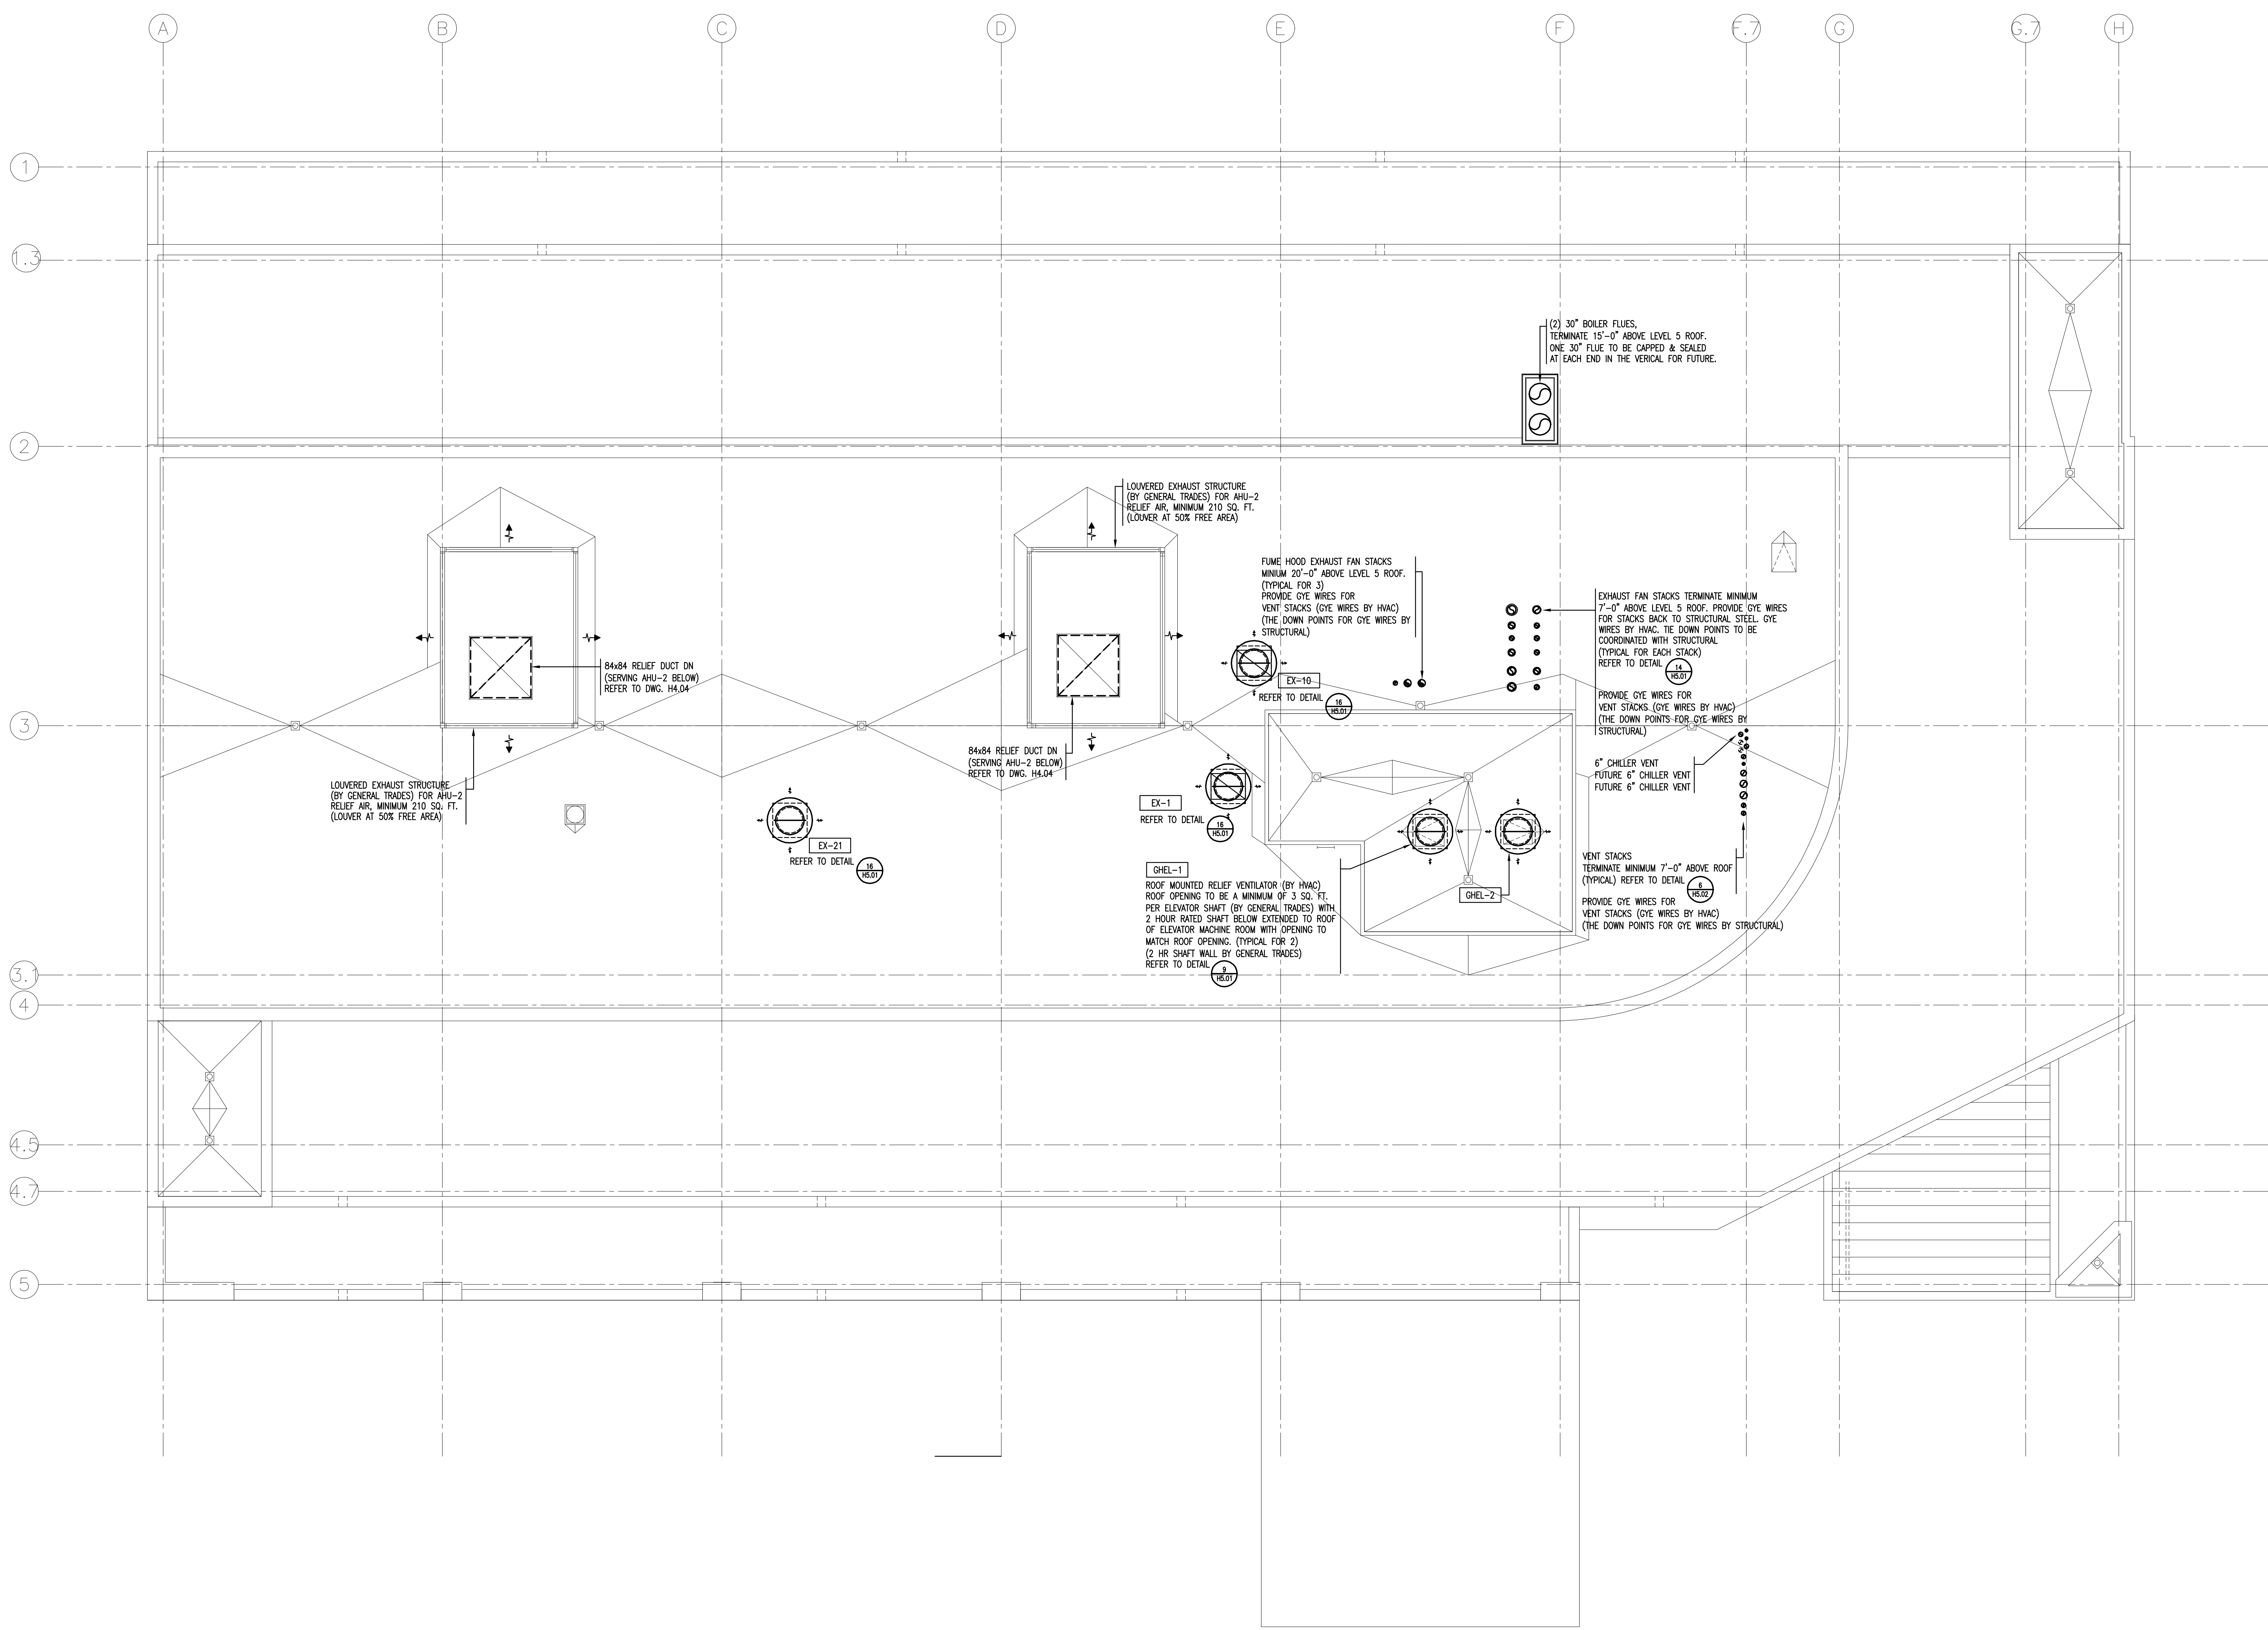 A
B
C
D
E
F
F.7
G
G.7
H
1
1.3
2
3
3.1
4
4.5
4.7
5
(2) 30" BOILER FLUES,
TERMINATE 15'-0" ABOVE LEVEL 5 ROOF.
ONE 30" FLUE TO BE CAPPED & SEALED
AT EACH END IN THE VERICAL FOR FUTURE.
LOUVERED EXHAUST STRUCTURE
(BY GENERAL TRADES) FOR AHU-2
RELIEF AIR, MINIMUM 210 SQ. FT.
(LOUVER AT 50% FREE AREA)
FUME HOOD EXHAUST FAN STACKS
MINIUM 20'-0" ABOVE LEVEL 5 ROOF.
(TYPICAL FOR 3)
PROVIDE GYE WIRES FOR
VENT STACKS (GYE WIRES BY HVAC)
(THE DOWN POINTS FOR GYE WIRES BY
STRUCTURAL)
EX-10
REFER TO DETAIL
16
H5.01
EXHAUST FAN STACKS TERMINATE MINIMUM
7'-0" ABOVE LEVEL 5 ROOF. PROVIDE GYE WIRES
FOR STACKS BACK TO STRUCTURAL STEEL. GYE
WIRES BY HVAC. TIE DOWN POINTS TO BE
COORDINATED WITH STRUCTURAL
(TYPICAL FOR EACH STACK)
REFER TO DETAIL
14
H5.01
PROVIDE GYE WIRES FOR
VENT STACKS (GYE WIRES BY HVAC)
(THE DOWN POINTS FOR GYE WIRES BY
STRUCTURAL)
84x84 RELIEF DUCT DN
(SERVING AHU-2 BELOW)
REFER TO DWG. H4.04
84x84 RELIEF DUCT DN
(SERVING AHU-2 BELOW)
REFER TO DWG. H4.04
6" CHILLER VENT
FUTURE 6" CHILLER VENT
FUTURE 6" CHILLER VENT
LOUVERED EXHAUST STRUCTURE
(BY GENERAL TRADES) FOR AHU-2
RELIEF AIR, MINIMUM 210 SQ. FT.
(LOUVER AT 50% FREE AREA)
EX-21
REFER TO DETAIL
16
H5.01
EX-1
REFER TO DETAIL
16
H5.01
GHEL-1
ROOF MOUNTED RELIEF VENTILATOR (BY HVAC)
ROOF OPENING TO BE A MINIMUM OF 3 SQ. FT.
PER ELEVATOR SHAFT (BY GENERAL TRADES) WITH
2 HOUR RATED SHAFT BELOW EXTENDED TO ROOF
OF ELEVATOR MACHINE ROOM WITH OPENING TO
MATCH ROOF OPENING. (TYPICAL FOR 2)
(2 HR SHAFT WALL BY GENERAL TRADES)
REFER TO DETAIL
9
H5.01
GHEL-2
VENT STACKS
TERMINATE MINIMUM 7'-0" ABOVE ROOF
(TYPICAL) REFER TO DETAIL
6
H5.02
PROVIDE GYE WIRES FOR
VENT STACKS (GYE WIRES BY HVAC)
(THE DOWN POINTS FOR GYE WIRES BY STRUCTURAL)